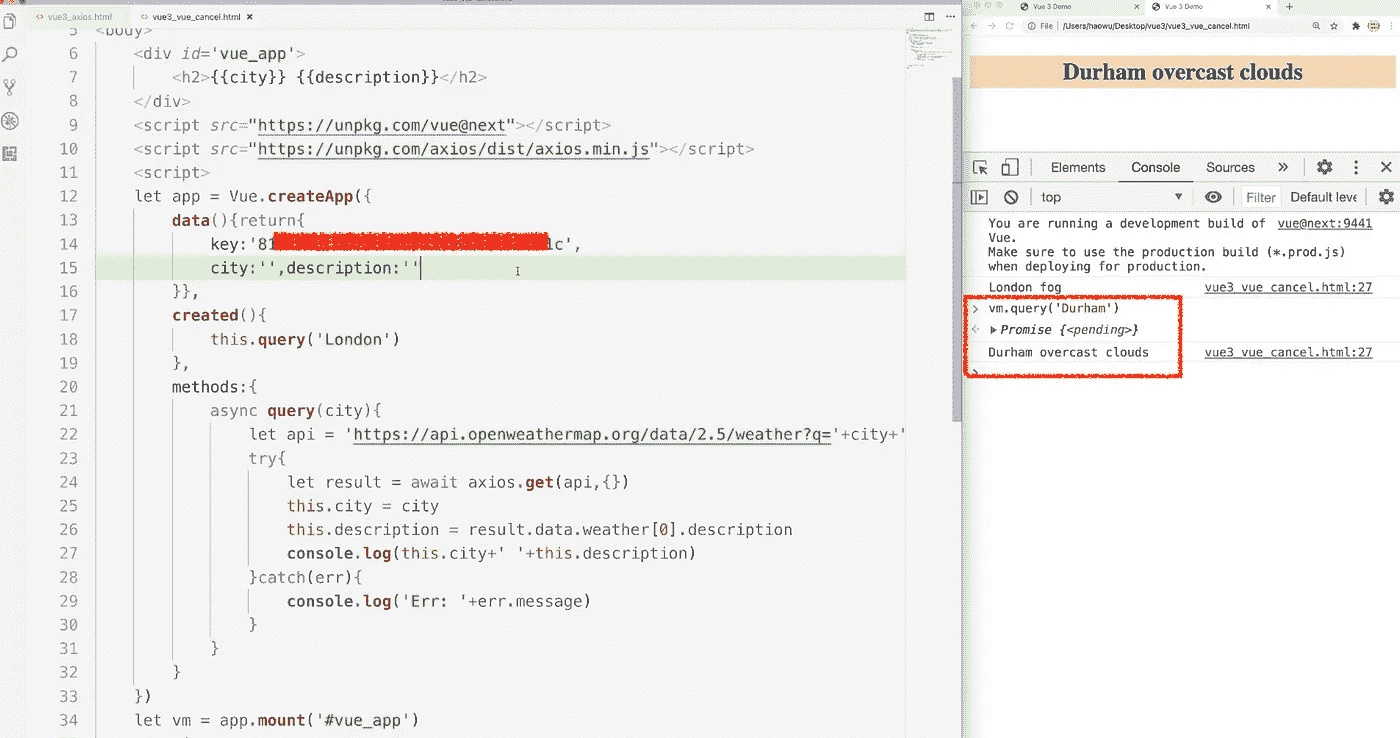 vue3_axios.html
vue3_vue_cancel.html
5 <body>
6 <div id='vue_app'>
7 <h2>{{city}} {{description}}</h2>
8 </div>
9 <script src="https://unpkg.com/vue@next"></script>
10 <script src="https://unpkg.com/axios/dist/axios.min.js"></script>
11 <script>
12 let app = Vue.createApp({
13 data(){return{
14 key:'81 1c',
15 city:'',description:''
16 }},
17 created(){
18 this.query('London')
19 },
20 methods:{
21 async query(city){
22 let api = 'https://api.openweathermap.org/data/2.5/weather?q='+city+'
23 try{
24 let result = await axios.get(api,{})
25 this.city = city
26 this.description = result.data.weather[0].description
27 console.log(this.city+' '+this.description)
28 }catch(err){
29 console.log('Err: '+err.message)
30 }
31 }
32 }
33 })
34 let vm = app.mount('#vue_app')
Vue 3 Demo
Vue 3 Demo
File /Users/haowu/Desktop/vue3/vue3_vue_cancel.html
Durham overcast clouds
Elements Console Sources
top Filter Default leve
You are running a development build of vue@next:9441
Vue.
Make sure to use the production build (*.prod.js)
when deploying for production.
London fog vue3_vue_cancel.html:27
vm.query('Durham')
Promise {<pending>}
Durham overcast clouds vue3_vue_cancel.html:27